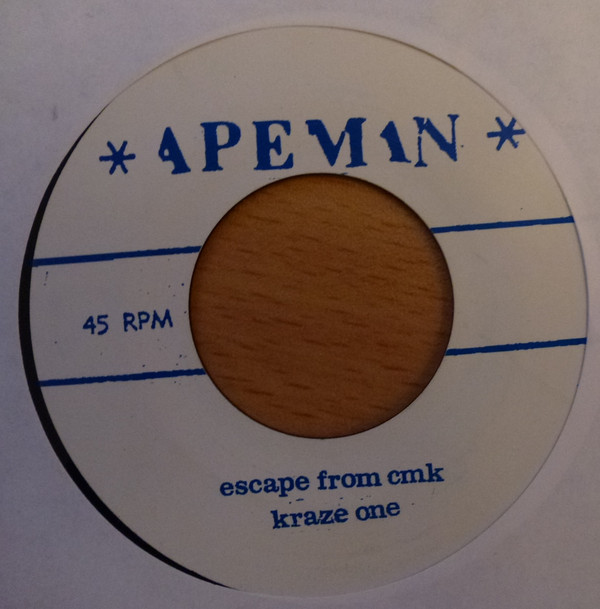 * APEMAN *
45 RPM
escape from cmk
kraze one